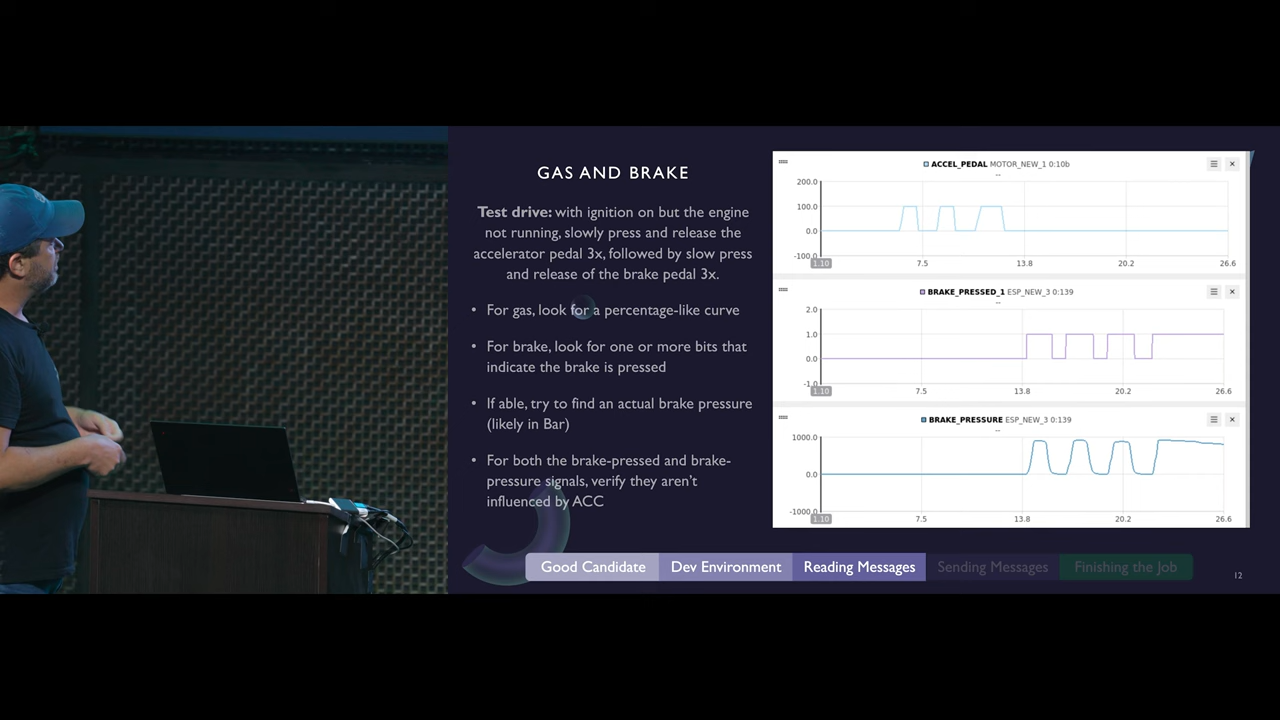 GAS AND BRAKE
Test drive: with ignition on but the engine
not running, slowly press and release the
accelerator pedal 3x, followed by slow press
and release of the brake pedal 3x.
• For gas, look for a percentage-like curve
• For brake, look for one or more bits that
indicate the brake is pressed
• If able, try to find an actual brake pressure
(likely in Bar)
• For both the brake-pressed and brake-
pressure signals, verify they aren't
influenced by ACC
ACCEL_PEDAL MOTOR_NEW_1 0:10b
--
200.0
100.0
0.0
-100.0
1.10 7.5 13.8 20.2 26.6
BRAKE_PRESSED_1 ESP_NEW_3 0:139
--
2.0
1.0
0.0
-1.0
1.10 7.5 13.8 20.2 26.6
BRAKE_PRESSURE ESP_NEW_3 0:139
--
1000.0
0.0
-1000.0
1.10 7.5 13.8 20.2 26.6
Good Candidate Dev Environment Reading Messages Sending Messages Finishing the Job
12